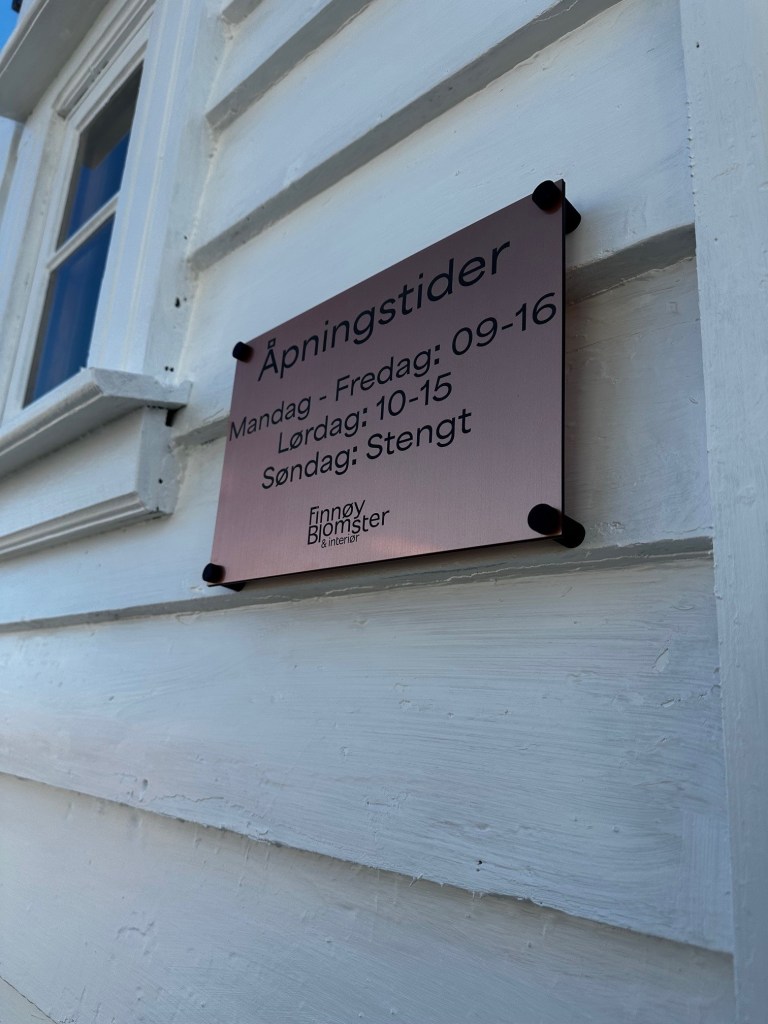 Åpningstider
Mandag - Fredag: 09-16
Lørdag: 10-15
Søndag: Stengt
Finnøy
Blomster
& interiør